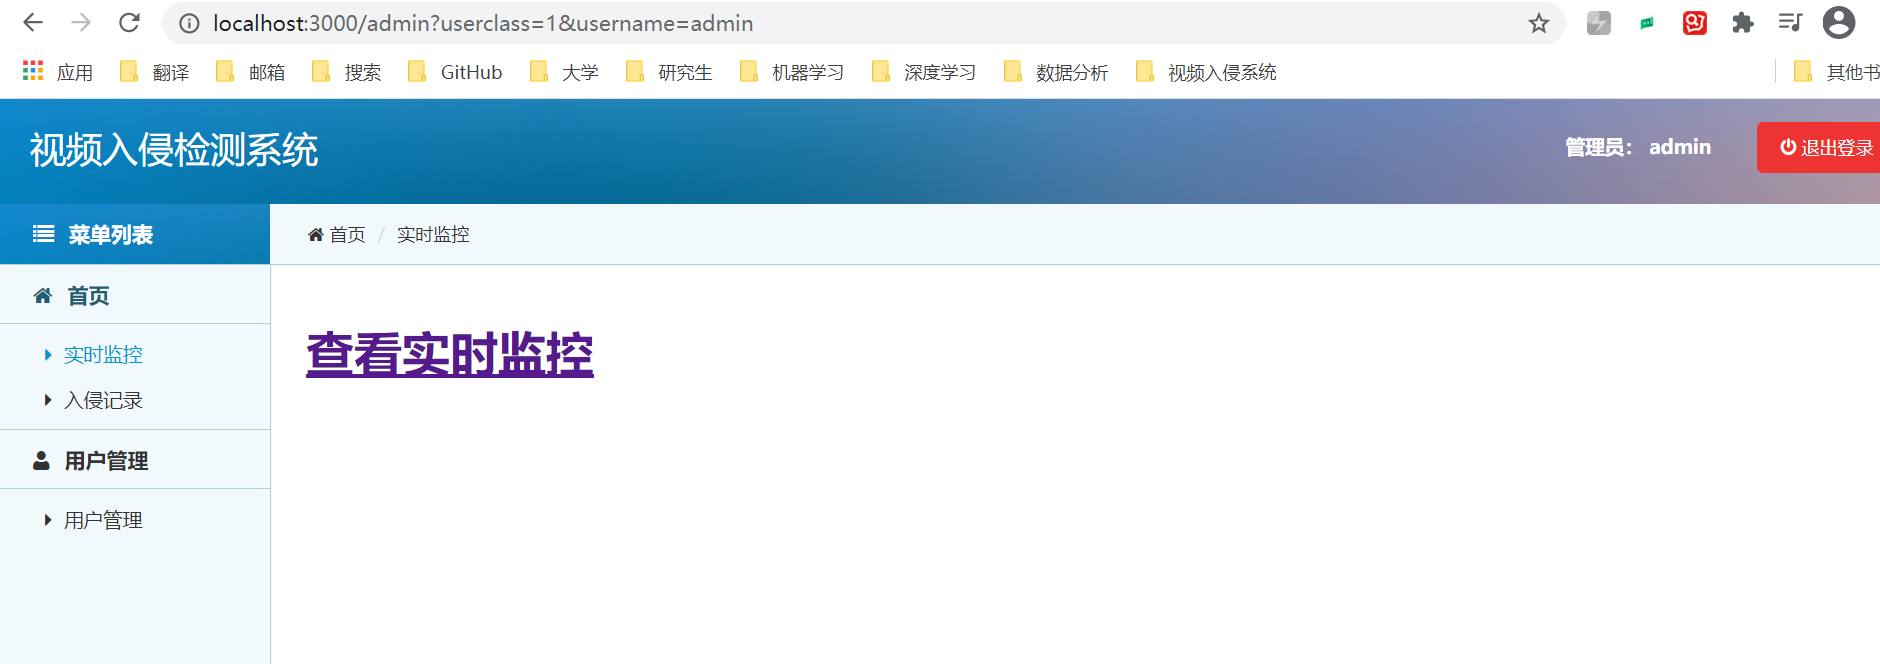 localhost:3000/admin?userclass=1&username=admin
应用 翻译 邮箱 搜索 GitHub 大学 研究生 机器学习 深度学习 数据分析 视频入侵系统 其他书
视频入侵检测系统 管理员： admin 退出登录
菜单列表 首页 / 实时监控
首页
查看实时监控
实时监控
入侵记录
用户管理
用户管理